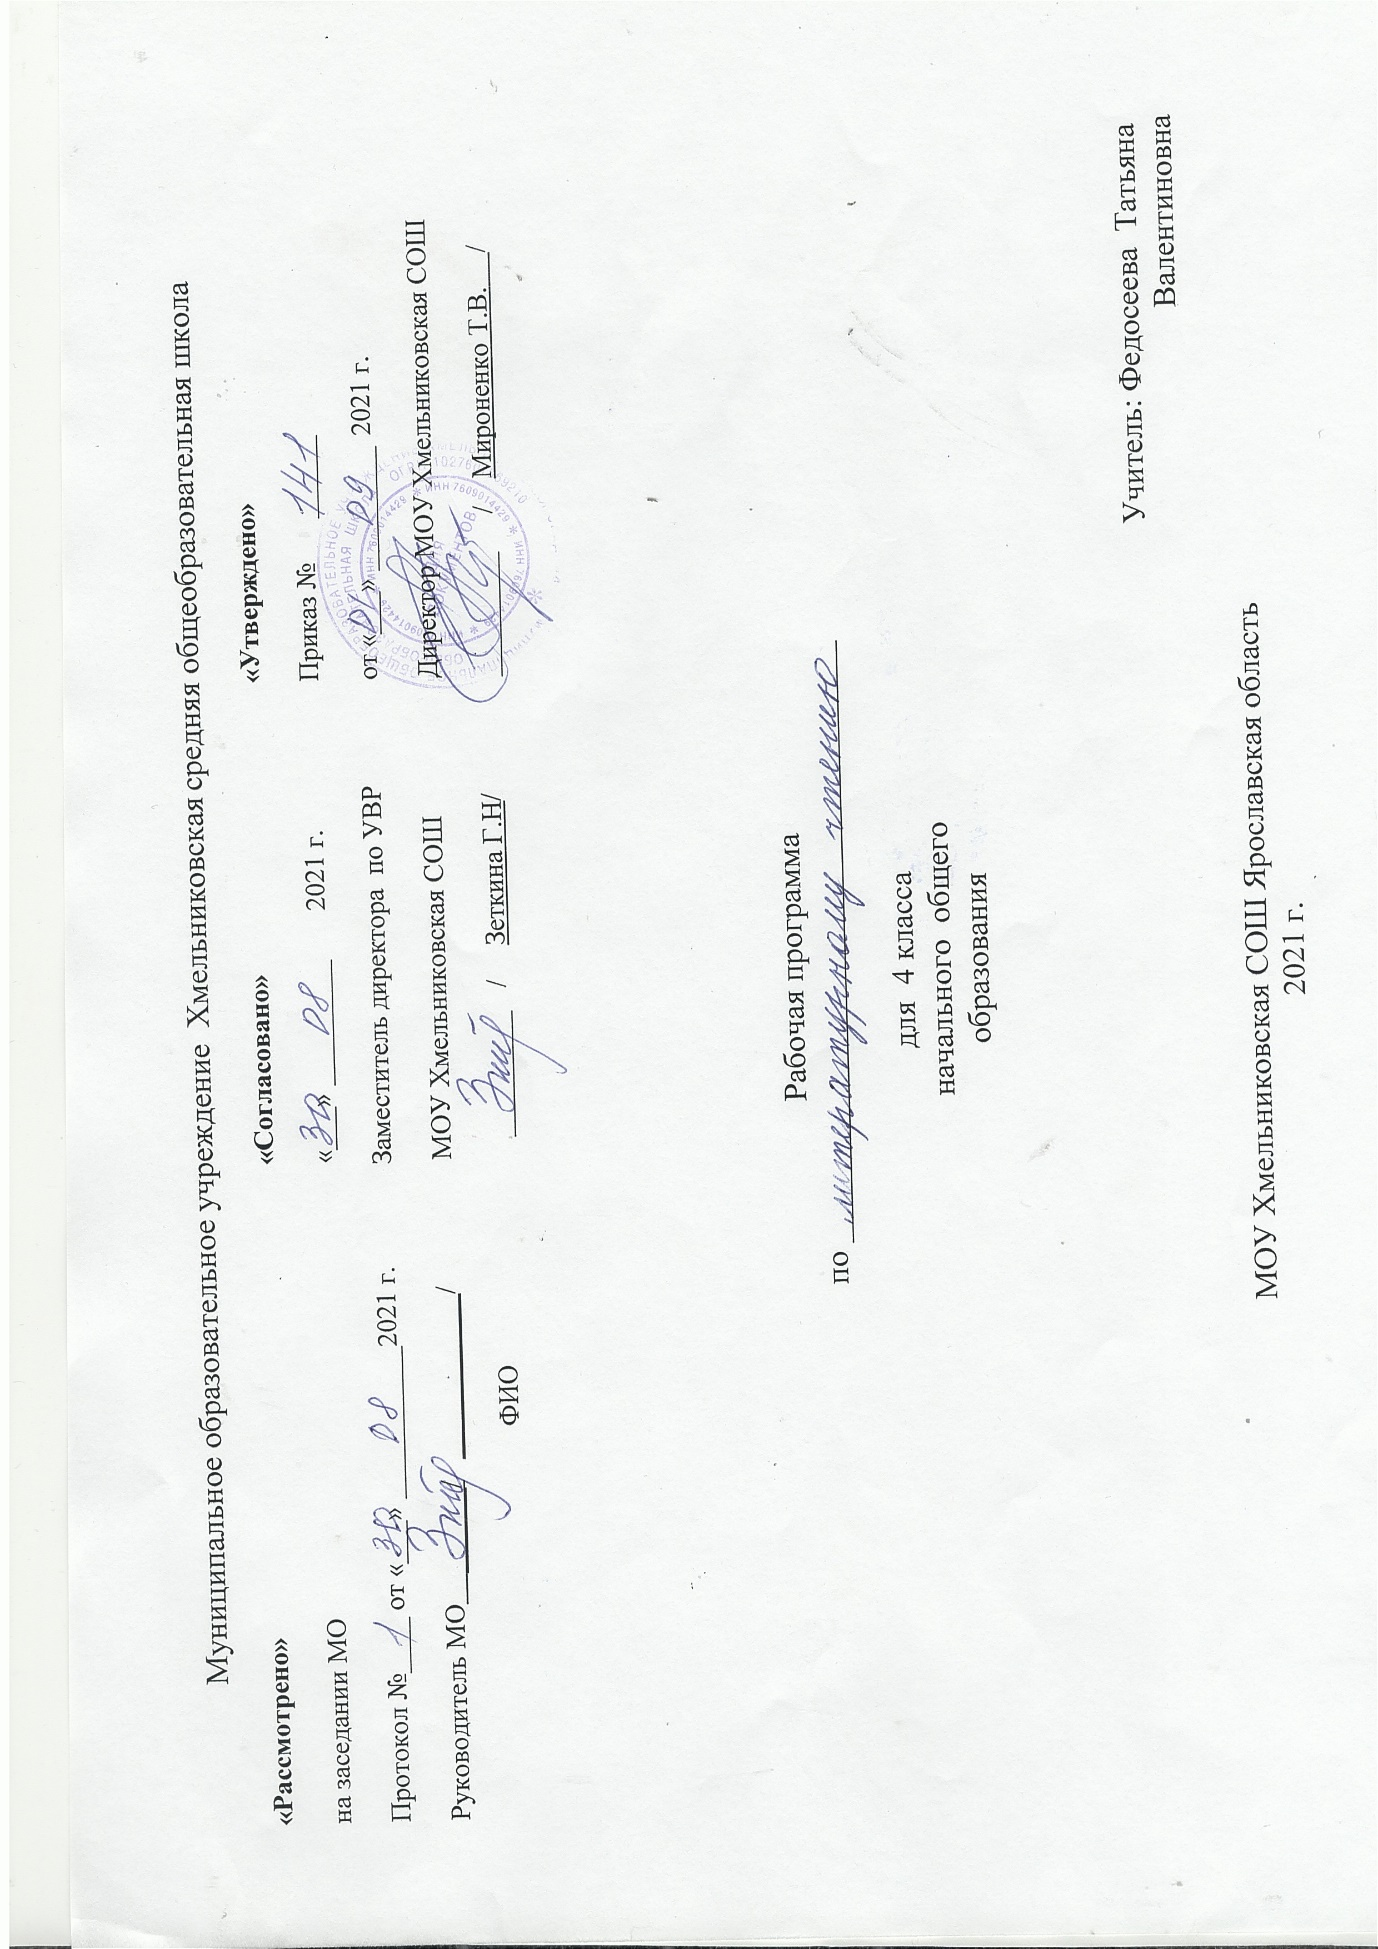 Муниципальное образовательное учреждение Хмельниковская средняя общеобразовательная школа
«Рассмотрено»
на заседании МО
Протокол № 1 от «30» 08 2021 г.
Руководитель МО /
ФИО
«Согласовано»
«30» 08 2021 г.
Заместитель директора по УВР
МОУ Хмельниковская СОШ
/ Зеткина Г.Н/
«Утверждено»
Приказ № 141
от «01» 09 2021 г.
Директор МОУ Хмельниковская СОШ
/ Мироненко Т.В. /
ИНН 7609014429
Рабочая программа
по литературному чтению
для 4 класса
начального общего
образования
Учитель: Федосеева Татьяна
Валентиновна
МОУ Хмельниковская СОШ Ярославская область
2021 г.